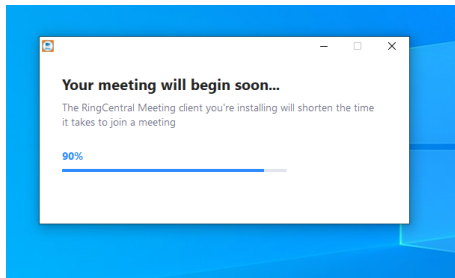 Your meeting will begin soon...
The RingCentral Meeting client you're installing will shorten the time
it takes to join a meeting
90%